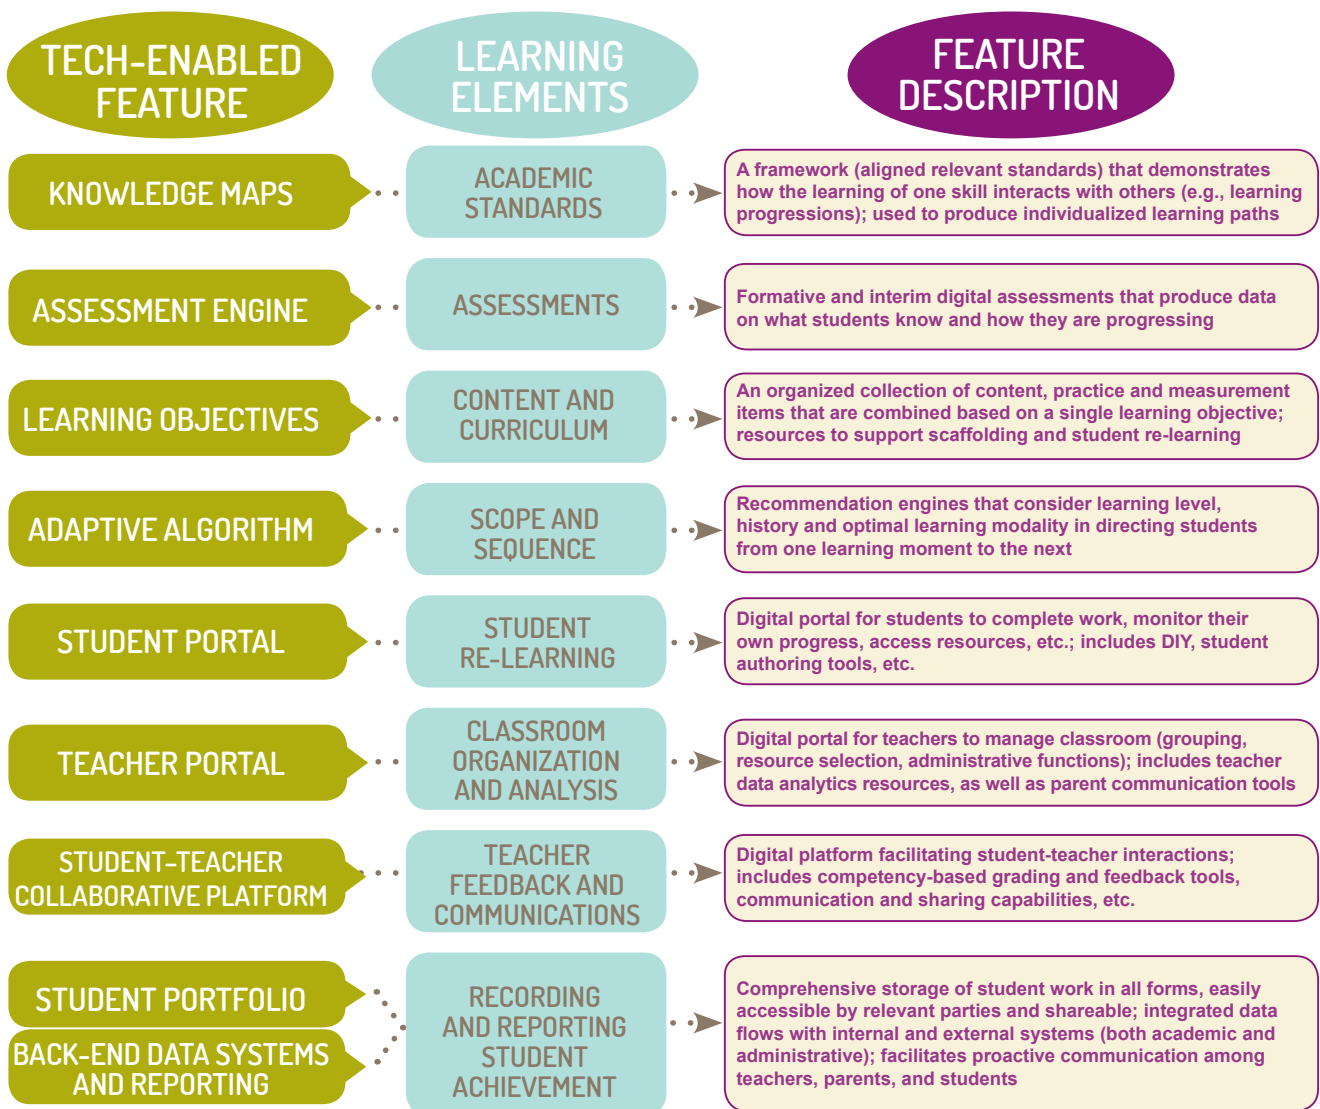 TECH-ENABLED
FEATURE
LEARNING
ELEMENTS
FEATURE
DESCRIPTION
KNOWLEDGE MAPS
ACADEMIC
STANDARDS
A framework (aligned relevant standards) that demonstrates
how the learning of one skill interacts with others (e.g., learning
progressions); used to produce individualized learning paths
ASSESSMENT ENGINE
ASSESSMENTS
Formative and interim digital assessments that produce data
on what students know and how they are progressing
LEARNING OBJECTIVES
CONTENT AND
CURRICULUM
An organized collection of content, practice and measurement
items that are combined based on a single learning objective;
resources to support scaffolding and student re-learning
ADAPTIVE ALGORITHM
SCOPE AND
SEQUENCE
Recommendation engines that consider learning level,
history and optimal learning modality in directing students
from one learning moment to the next
STUDENT PORTAL
STUDENT
RE-LEARNING
Digital portal for students to complete work, monitor their
own progress, access resources, etc.; includes DIY, student
authoring tools, etc.
TEACHER PORTAL
CLASSROOM
ORGANIZATION
AND ANALYSIS
Digital portal for teachers to manage classroom (grouping,
resource selection, administrative functions); includes teacher
data analytics resources, as well as parent communication tools
STUDENT-TEACHER
COLLABORATIVE PLATFORM
TEACHER
FEEDBACK AND
COMMUNICATIONS
Digital platform facilitating student-teacher interactions;
includes competency-based grading and feedback tools,
communication and sharing capabilities, etc.
STUDENT PORTFOLIO
BACK-END DATA SYSTEMS
AND REPORTING
RECORDING
AND REPORTING
STUDENT
ACHIEVEMENT
Comprehensive storage of student work in all forms, easily
accessible by relevant parties and shareable; integrated data
flows with internal and external systems (both academic and
administrative); facilitates proactive communication among
teachers, parents, and students